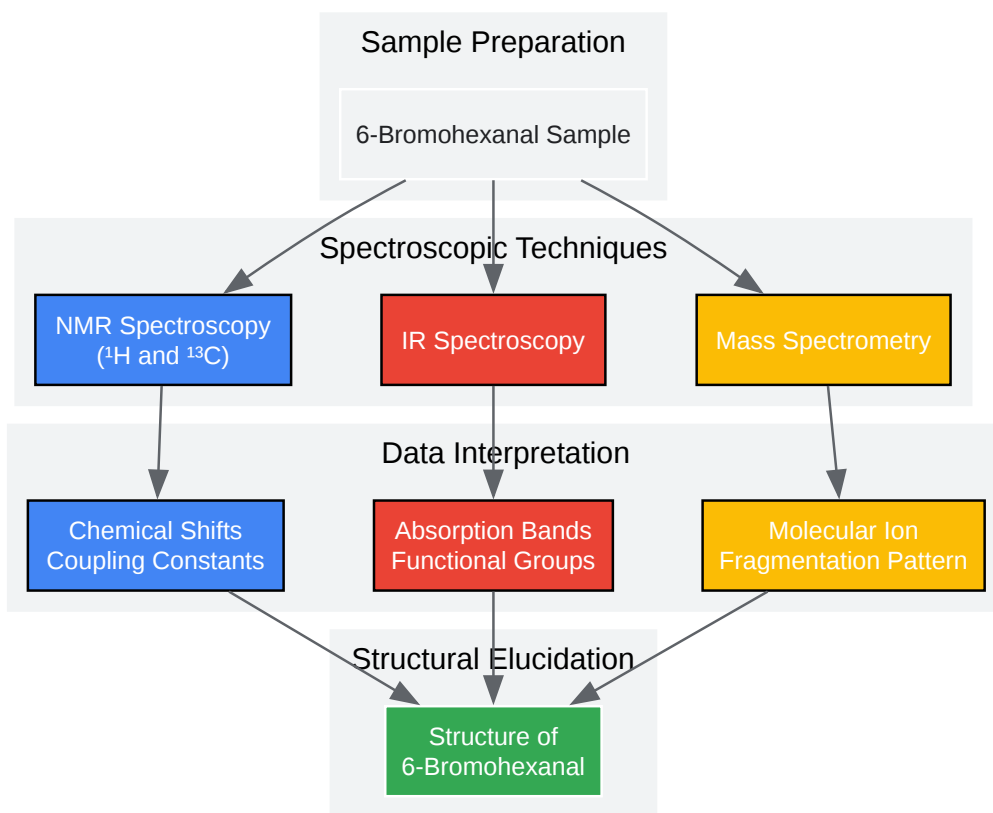 Sample Preparation
6-Bromohexanal Sample
Spectroscopic Techniques
NMR Spectroscopy
(¹H and ¹³C)
IR Spectroscopy
Mass Spectrometry
Data Interpretation
Chemical Shifts
Coupling Constants
Absorption Bands
Functional Groups
Molecular Ion
Fragmentation Pattern
Structural Elucidation
Structure of
6-Bromohexanal